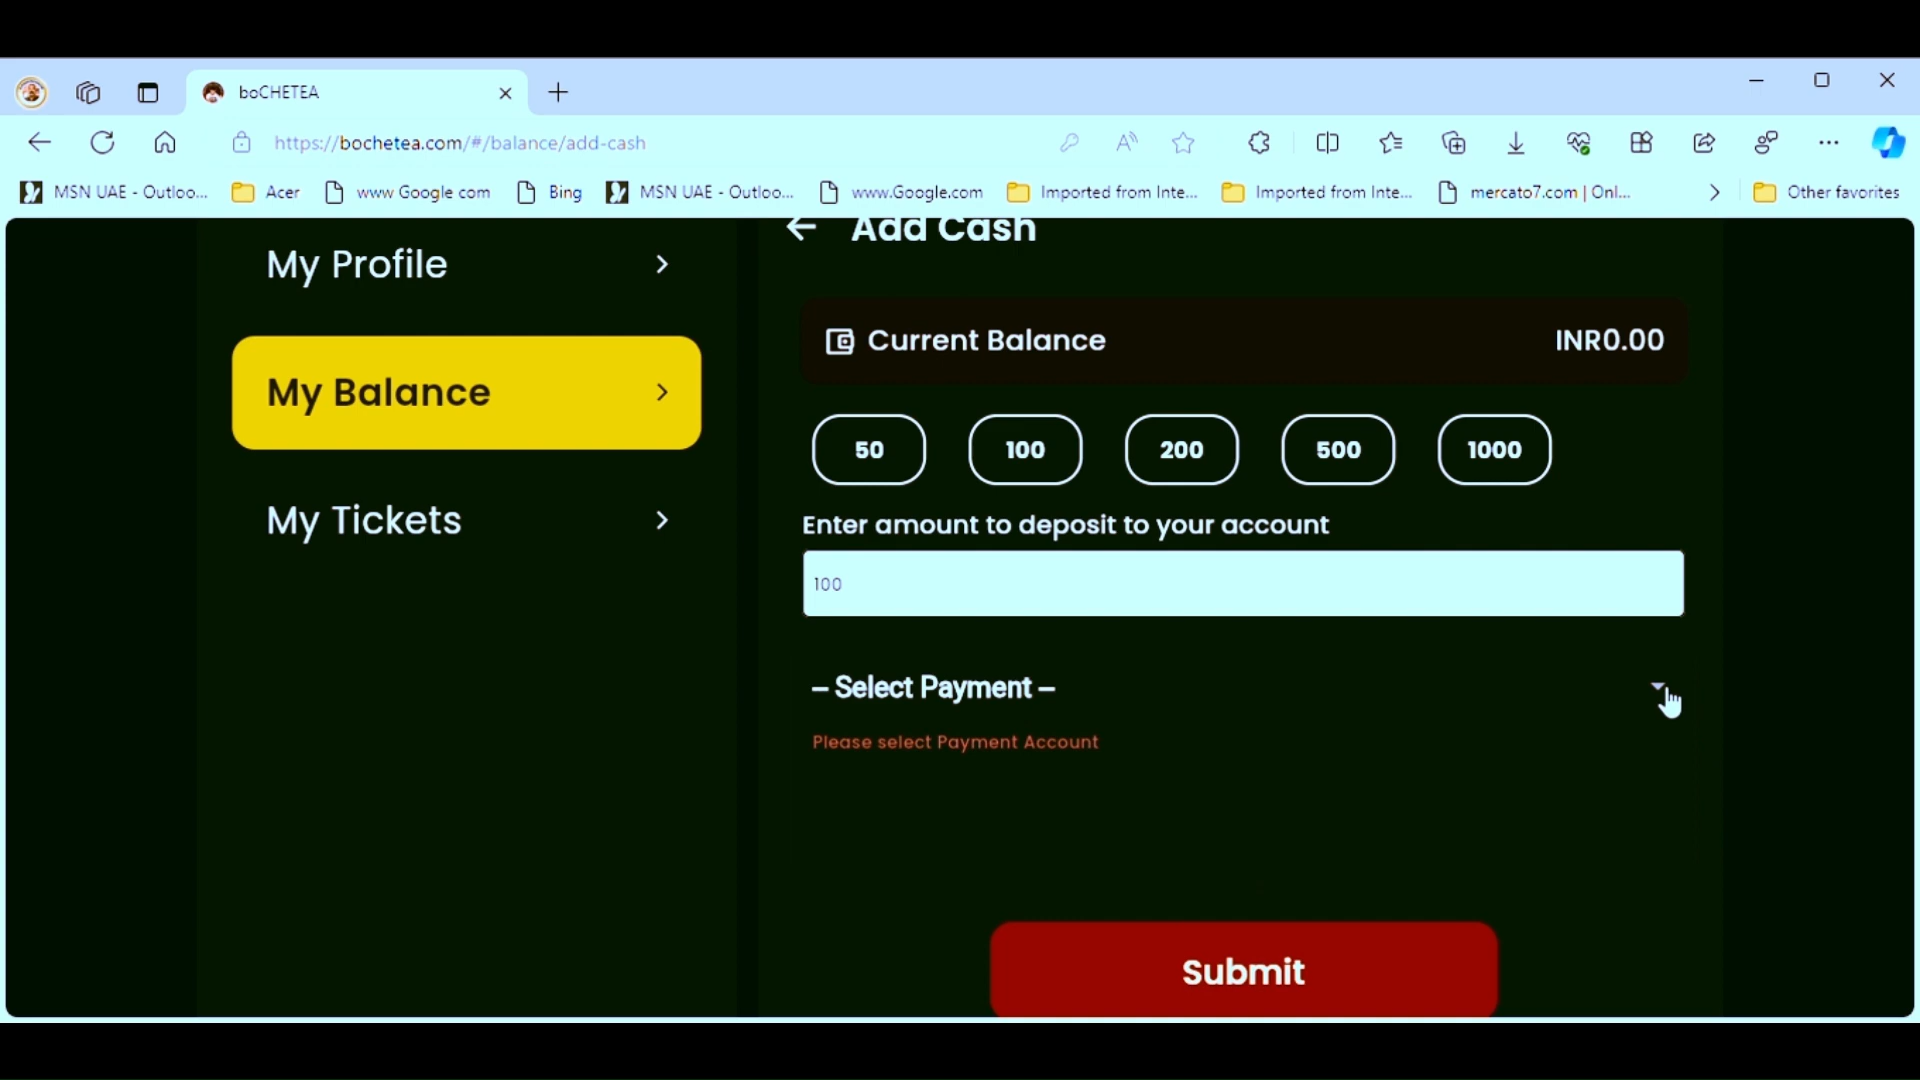 boCHETEA
https://bochetea.com/#/balance/add-cash
MSN UAE - Outloo...
Acer
www Google com
Bing
MSN UAE - Outloo...
www.Google.com
Imported from Inte...
Imported from Inte...
mercato7.com | Onl...
Other favorites
Add Cash
My Profile
Current Balance INR0.00
My Balance
50 100 200 500 1000
My Tickets
Enter amount to deposit to your account
100
– Select Payment –
Please select Payment Account
Submit